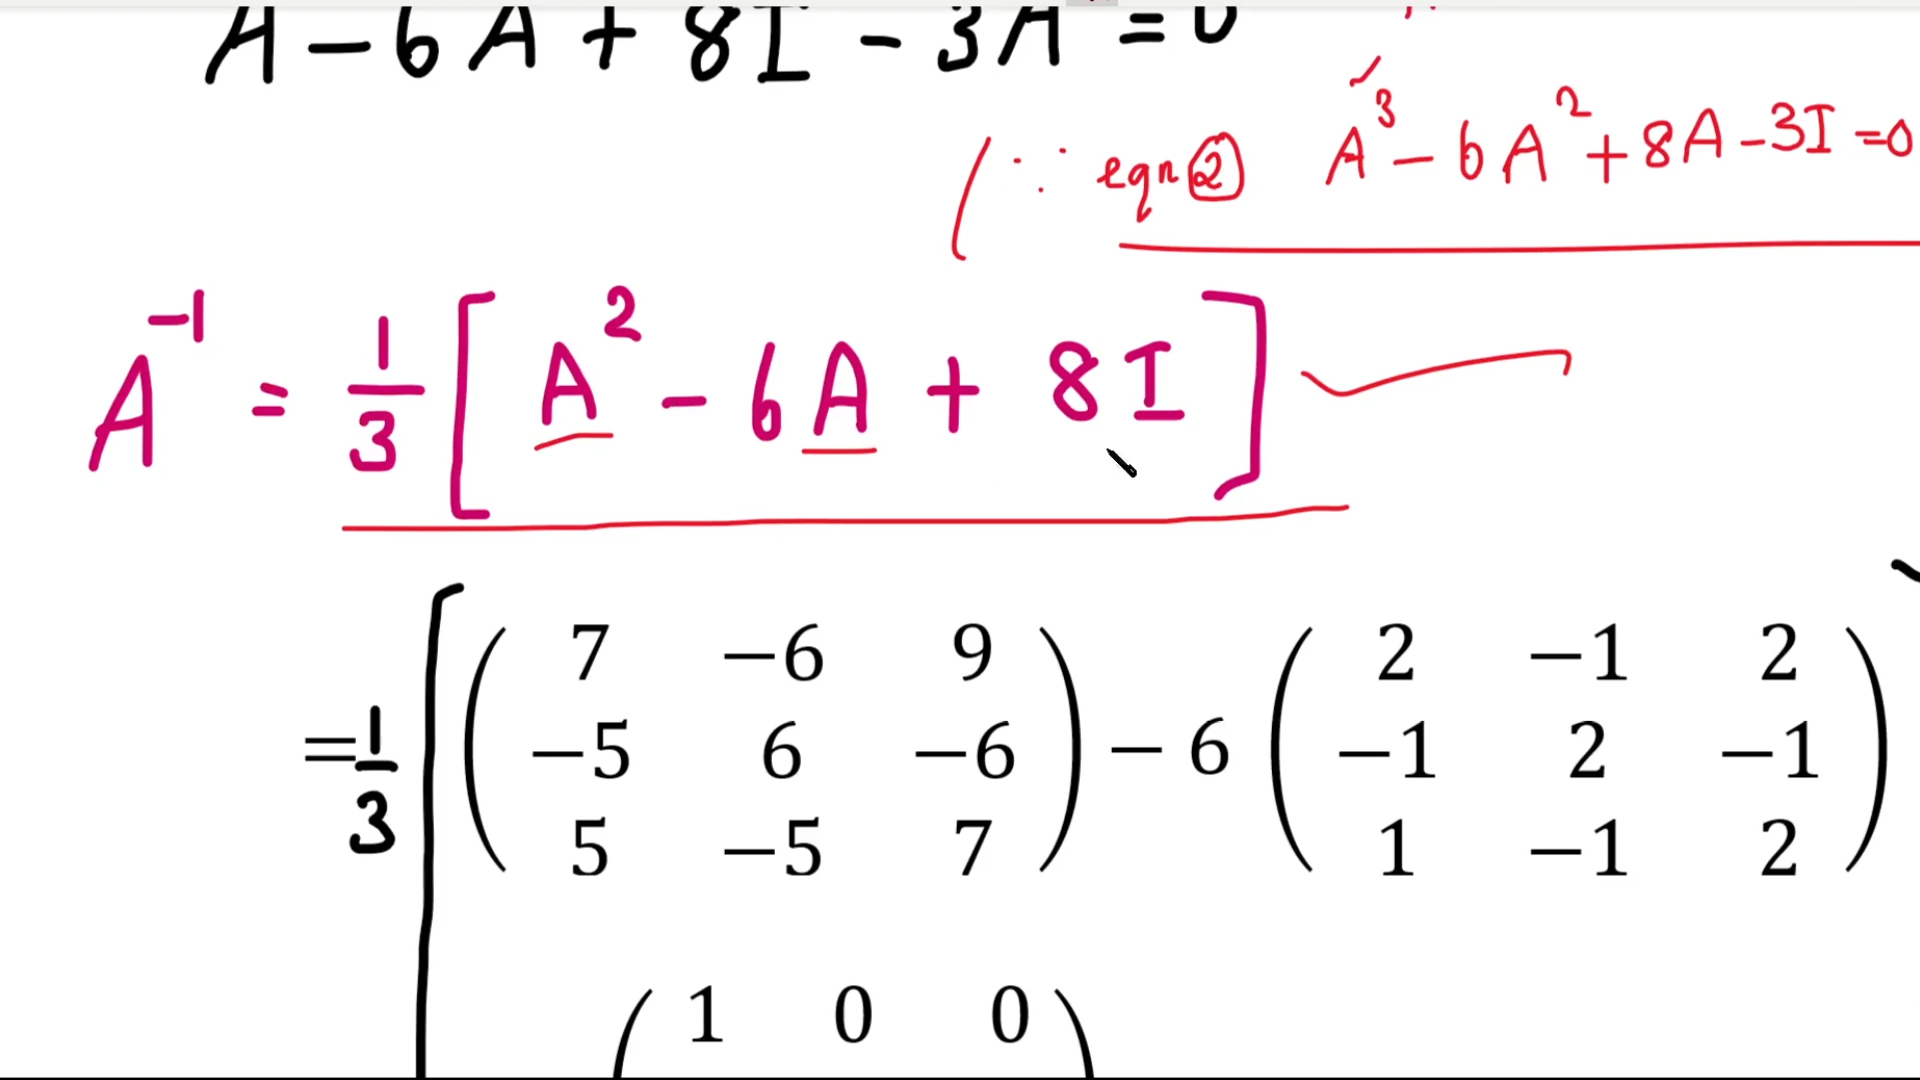 A - 6A + 8I - 3A = 0
(∵ eqn ② A³ - 6A² + 8A - 3I = 0
A⁻¹ = 1/3 [ A² - 6A + 8I ]
= 1/3 [ ( 7 −6 9 ) − 6 ( 2 −1 2 )
−5 6 −6 −1 2 −1
5 −5 7 1 −1 2
( 1 0 0 )